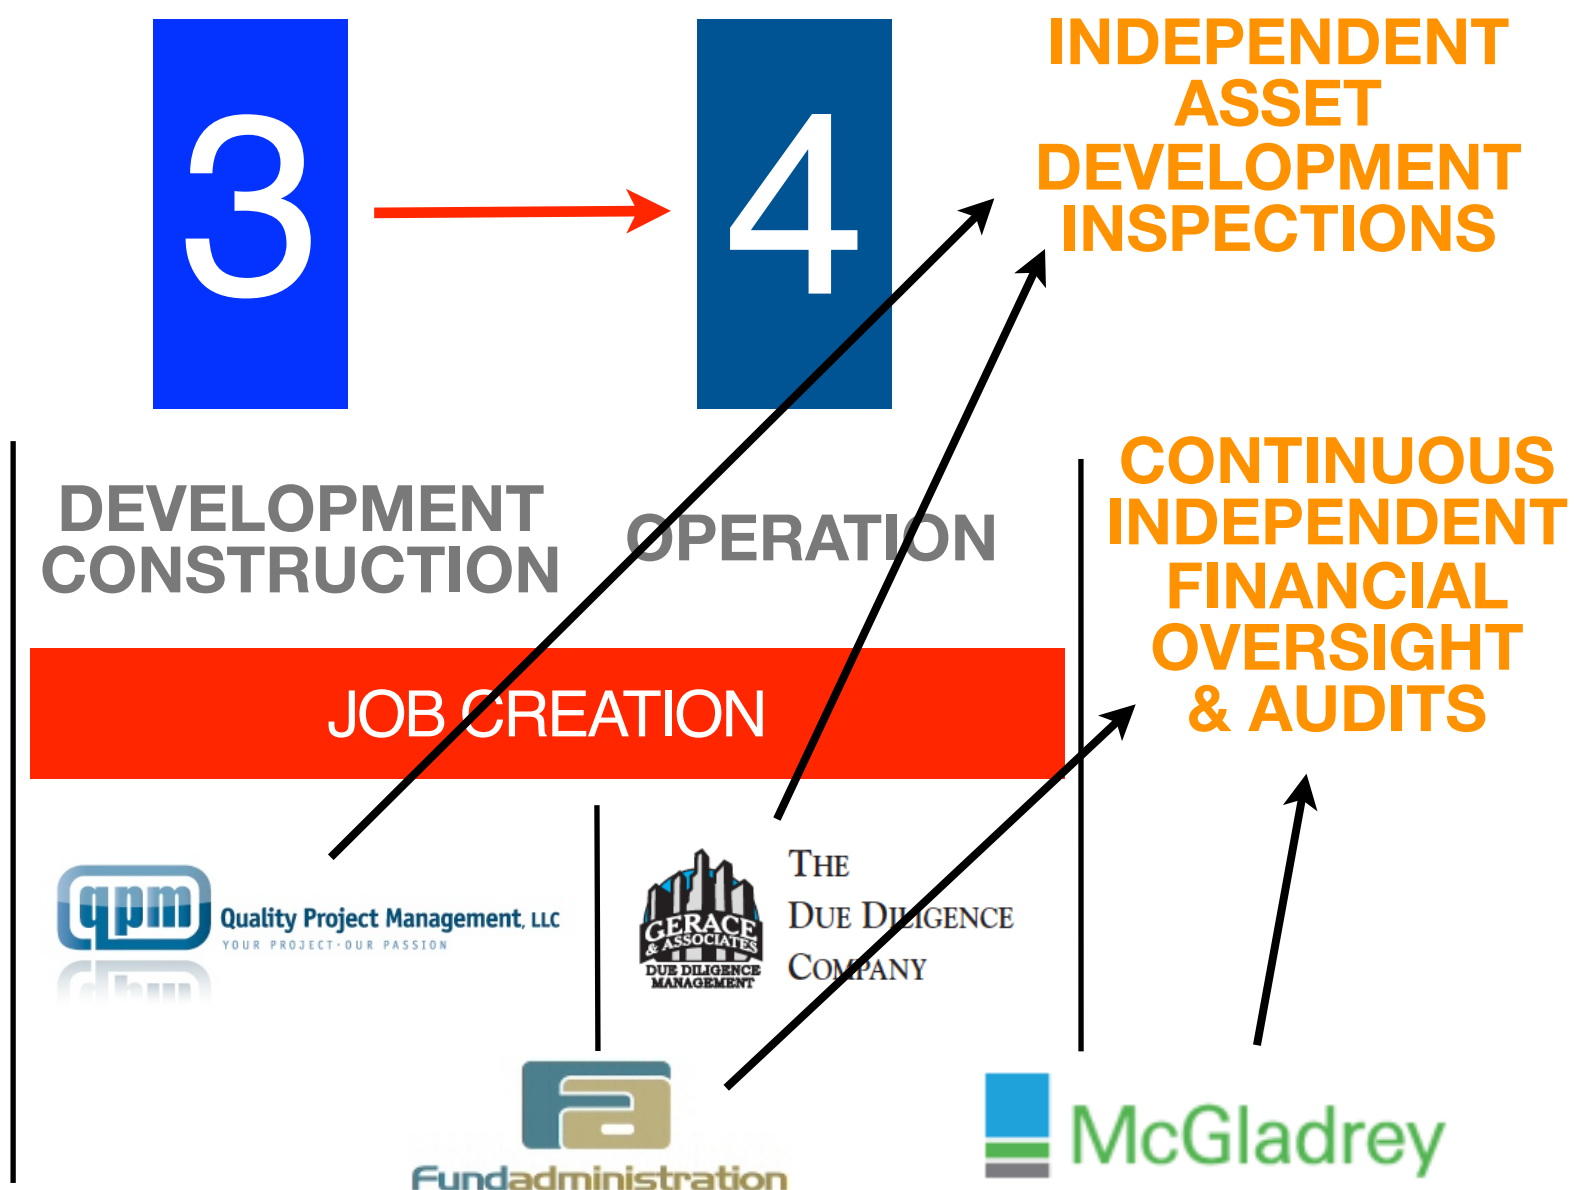 3
4
INDEPENDENT
ASSET
DEVELOPMENT
INSPECTIONS
DEVELOPMENT
CONSTRUCTION
OPERATION
CONTINUOUS
INDEPENDENT
FINANCIAL
OVERSIGHT
& AUDITS
JOB CREATION
qpm
Quality Project Management, LLC
YOUR PROJECT-OUR PASSION
GERACE
& ASSOCIATES
DUE DILIGENCE
MANAGEMENT
THE
DUE DILIGENCE
COMPANY
Fa
Fundadministration
McGladrey